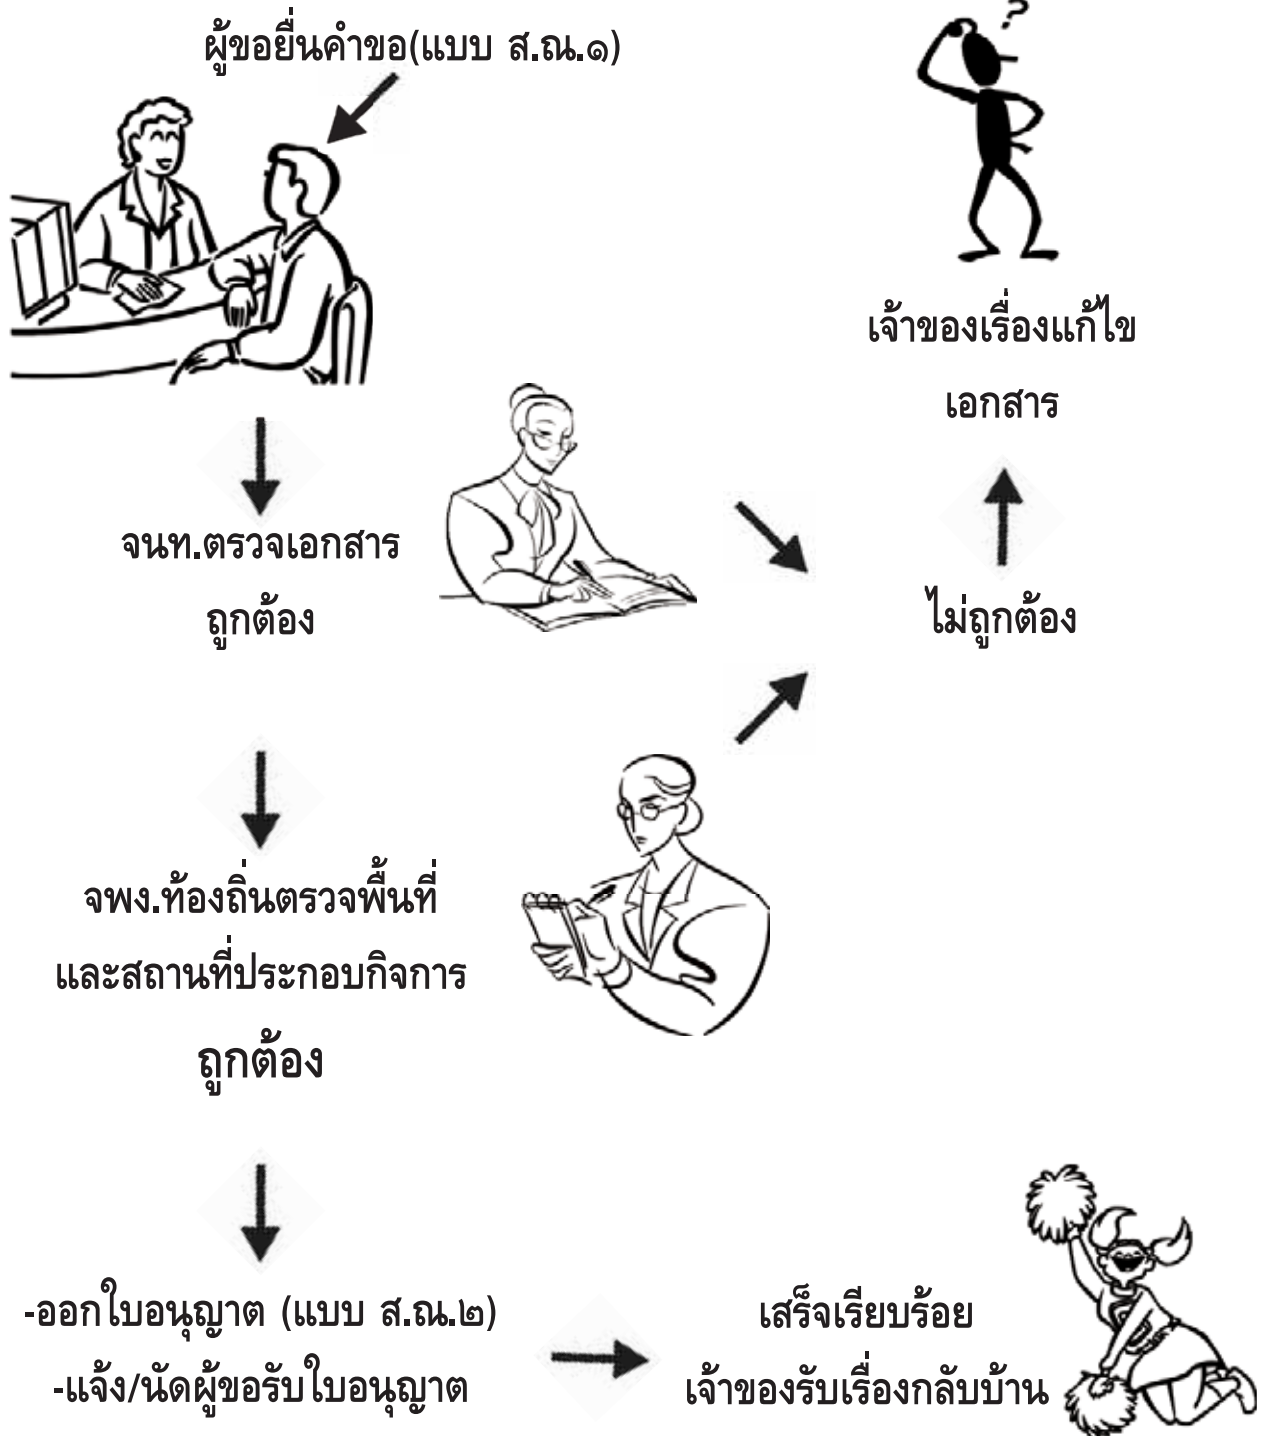 ผู้ขอยื่นคำขอ(แบบ ส.ณ.๑)
?
เจ้าของเรื่องแก้ไข
เอกสาร
จนท.ตรวจเอกสาร
ถูกต้อง
ไม่ถูกต้อง
จพง.ท้องถิ่นตรวจพื้นที่
และสถานที่ประกอบกิจการ
ถูกต้อง
-ออกใบอนุญาต (แบบ ส.ณ.๒)
-แจ้ง/นัดผู้ขอรับใบอนุญาต
เสร็จเรียบร้อย
เจ้าของรับเรื่องกลับบ้าน